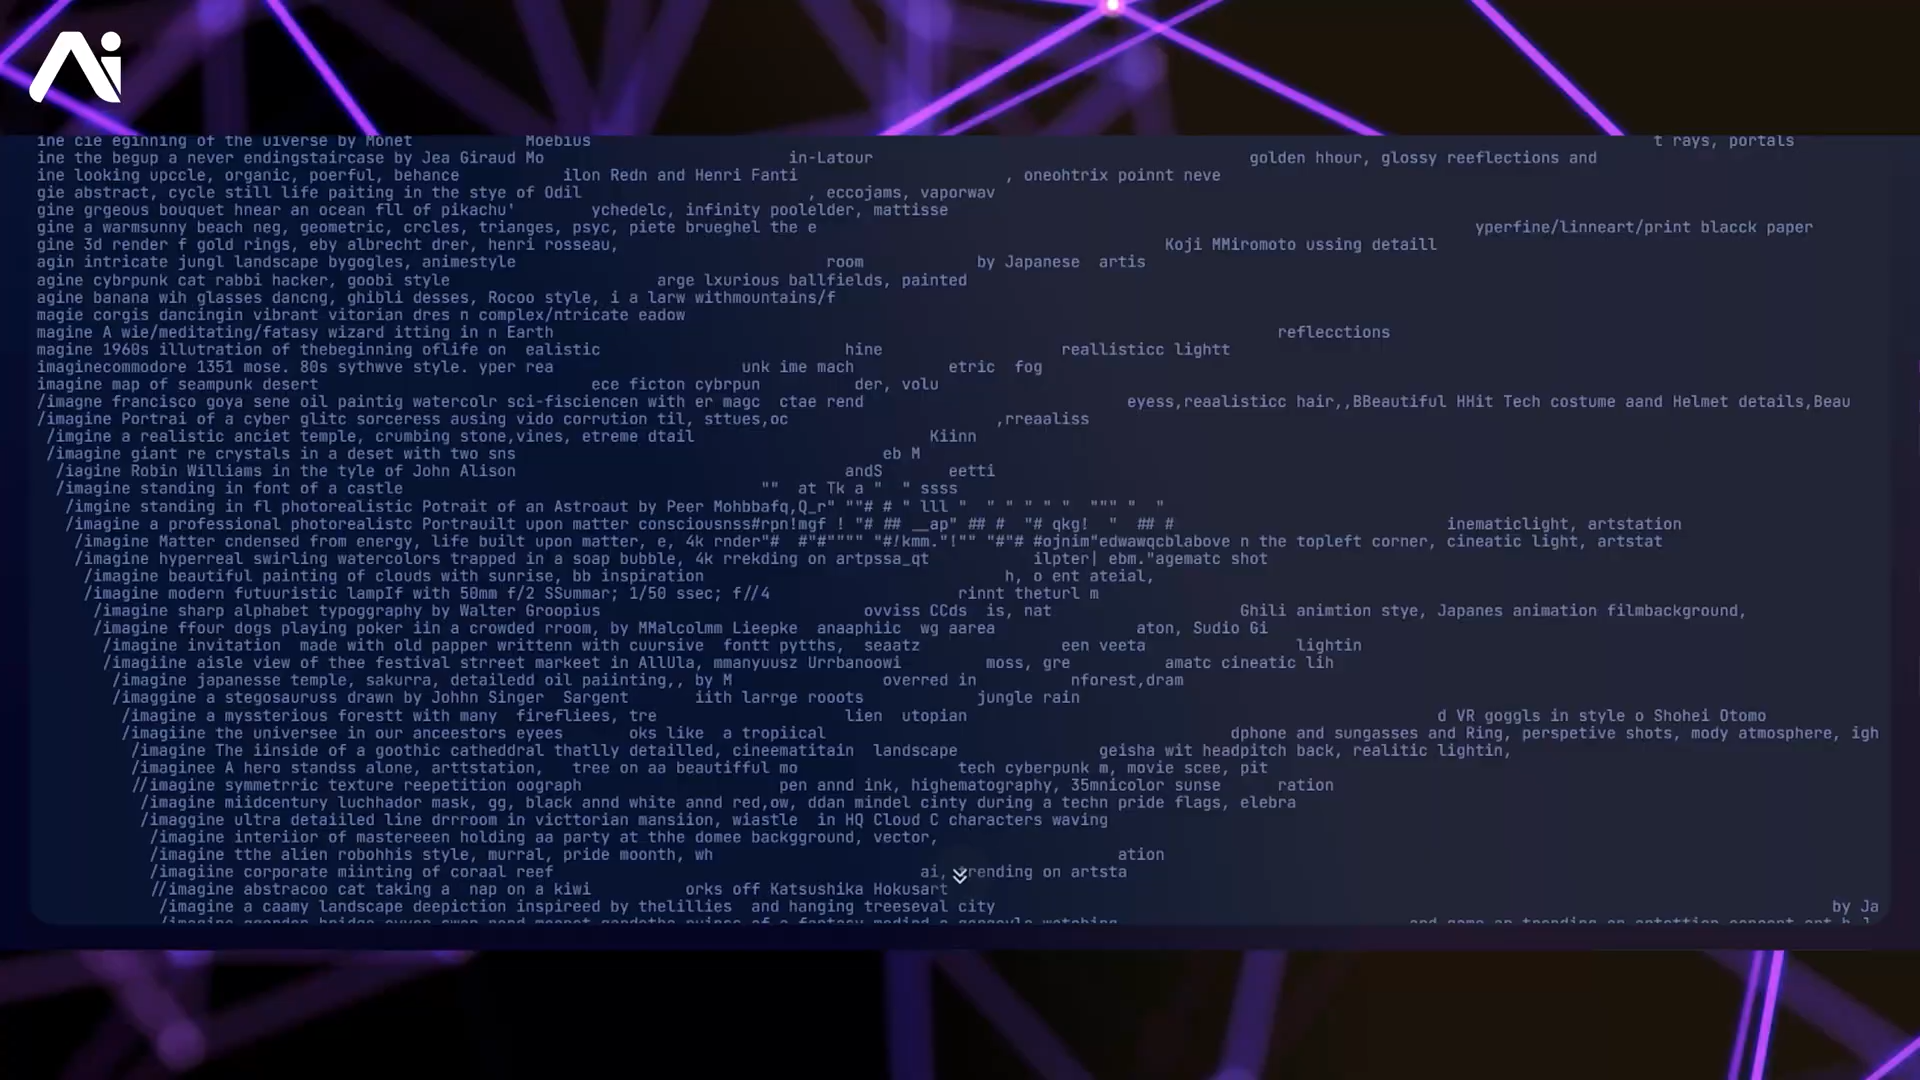 Ai
ine cie eginning of the uiverse by Monet Moebius t rays, portals
ine the begup a never endingstaircase by Jea Giraud Mo in-Latour golden hhour, glossy reeflections and
ine looking upccle, organic, poerful, behance ilon Redn and Henri Fanti , oneohtrix poinnt neve
gie abstract, cycle still life paiting in the stye of Odil , eccojams, vaporwav
gine grgeous bouquet hnear an ocean fll of pikachu' ychedelc, infinity poolelder, mattisse
gine a warmsunny beach neg, geometric, crcles, trianges, psyc, piete brueghel the e yperfine/linneart/print blacck paper
gine 3d render f gold rings, eby albrecht drer, henri rosseau, Koji MMiromoto ussing detaill
agin intricate jungl landscape bygogles, animestyle room by Japanese artis
agine cybrpunk cat rabbi hacker, goobi style arge lxurious ballfields, painted
agine banana wih glasses dancng, ghibli desses, Rocoo style, i a larw withmountains/f
magie corgis dancingin vibrant vitorian dres n complex/ntricate eadow
magine A wie/meditating/fatasy wizard itting in n Earth reflecctions
magine 1960s illutration of thebeginning oflife on ealistic hine reallisticc lightt
imaginecommodore 1351 mose. 80s sythwve style. yper rea unk ime mach etric fog
imagine map of seampunk desert ece ficton cybrpun der, volu
/imagne francisco goya sene oil paintig watercolr sci-fisciencen with er magc ctae rend eyess,reaalisticc hair,,BBeautiful HHit Tech costume aand Helmet details,Beau
/imagine Portrai of a cyber glitc sorceress ausing vido corrution til, sttues,oc ,rreaaliss
/imgine a realistic anciet temple, crumbing stone,vines, etreme dtail Kiinn
/imagine giant re crystals in a deset with two sns eb M
/iagine Robin Williams in the tyle of John Alison andS eetti
/imagine standing in font of a castle "" at Tk a " " ssss
/imgine standing in fl photorealistic Potrait of an Astroaut by Peer Mohbbafq,Q_r" ""# # " lll " " " " " " """ " "
/imagine a professional photorealistc Portrauilt upon matter consciousnss#rpn!mgf ! "# ## __ap" ## # "# qkg! " ## # inematiclight, artstation
/imagine Matter cndensed from energy, life built upon matter, e, 4k rnder"# #"#"""" "#!kmm."!"" "#"# #ojnim"edwawqcblabove n the topleft corner, cineatic light, artstat
/imagine hyperreal swirling watercolors trapped in a soap bubble, 4k rrekding on artpssa_qt ilpter| ebm."agematc shot
/imagine beautiful painting of clouds with sunrise, bb inspiration h, o ent ateial,
/imagine modern futuuristic lampIf with 50mm f/2 SSummar; 1/50 ssec; f//4 rinnt theturl m
/imagine sharp alphabet typoggraphy by Walter Groopius ovviss CCds is, nat Ghili animtion stye, Japanes animation filmbackground,
/imagine ffour dogs playing poker iin a crowded rroom, by MMalcolmm Lieepke anaaphiic wg aarea aton, Sudio Gi
/imagine invitation made with old papper writtenn with cuursive fontt pytths, seaatz een veeta lightin
/imagiine aisle view of thee festival strreet markeet in AllUla, mmanyuusz Urrbanoowi moss, gre amatc cineatic lih
/imagine japanesse temple, sakurra, detailedd oil paiinting,, by M overred in nforest,dram
/imaggine a stegosauruss drawn by Johhn Singer Sargent iith larrge rooots jungle rain
/imagine a myssterious forestt with many firefliees, tre lien utopian d VR goggls in style o Shohei Otomo
/imagine the universee in our anceestors eyees oks like a tropiical dphone and sungasses and Ring, perspetive shots, mody atmosphere, igh
/imagine The iinside of a goothic catheddral thatlly detailled, cineematitain landscape geisha wit headpitch back, realitic lightin,
/imaginee A hero standss alone, arttstation, tree on aa beautifful mo tech cyberpunk m, movie scee, pit
//imagine symmetrric texture reepetition oograph pen annd ink, highematography, 35mnicolor sunse ration
/imagine miidcentury luchhador mask, gg, black annd white annd red,ow, ddan mindel cinty during a techn pride flags, elebra
/imaggine ultra detaiiled line drrroom in victtorian mansiion, wiastle in HQ Cloud C characters waving
/imagine interiior of mastereeen holding aa party at thhe domee backgground, vector,
/imagine tthe alien robohhis style, murral, pride moonth, wh ation
/imagiine corporate miinting of coraal reef ai, rending on artsta
//imagine abstracoo cat taking a nap on a kiwi orks off Katsushika Hokusart
/imagine a caamy landscape deepiction inspireed by thelillies and hanging treeseval city by Ja